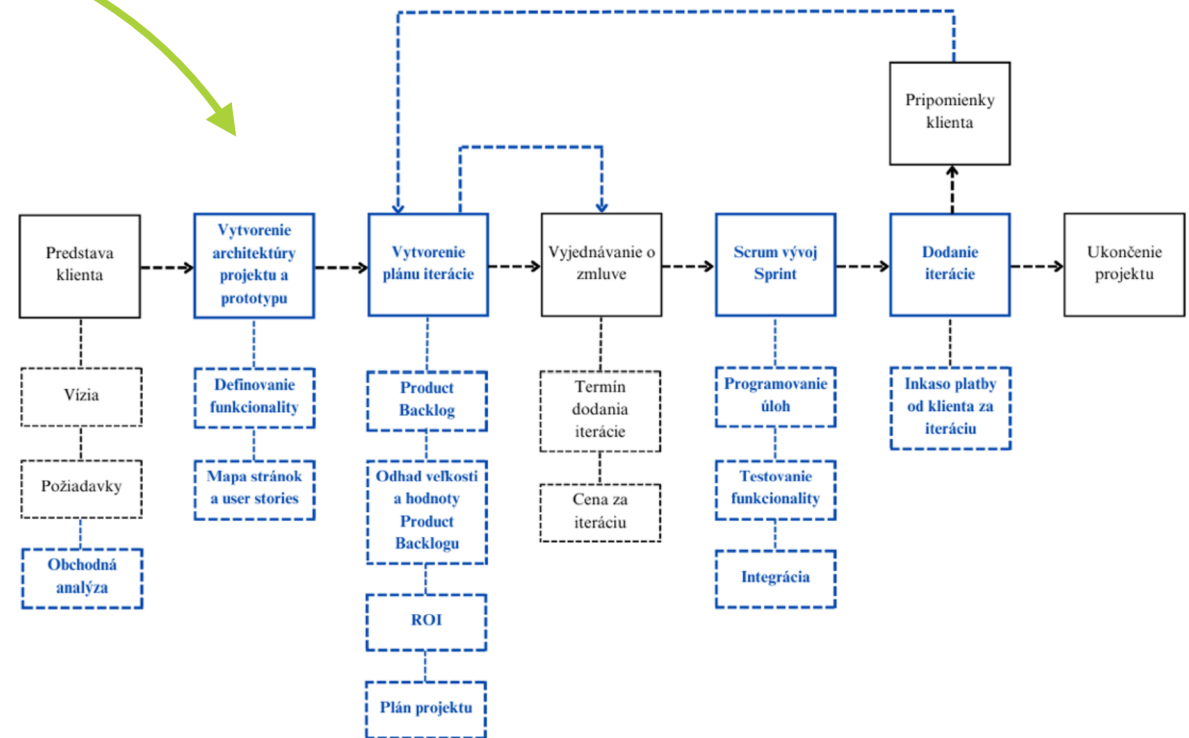 Pripomienky
klienta
Predstava
klienta
Vytvorenie
architektúry
projektu a
prototypu
Vytvorenie
plánu iterácie
Vyjednávanie o
zmluve
Scrum vývoj
Sprint
Dodanie
iterácie
Ukončenie
projektu
Vízia
Požiadavky
Obchodná
analýza
Definovanie
funkcionality
Mapa stránok
a user stories
Product
Backlog
Odhad veľkosti
a hodnoty
Product
Backlogu
ROI
Plán projektu
Termín
dodania
iterácie
Cena za
iteráciu
Programovanie
úloh
Testovanie
funkcionality
Integrácia
Inkaso platby
od klienta za
iteráciu